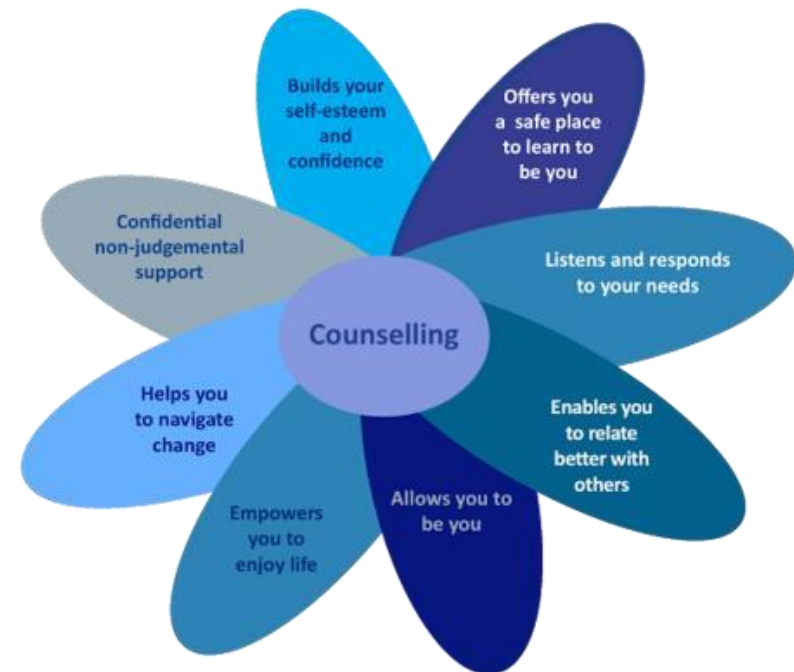 Builds your
self-esteem
and
confidence
Offers you
a safe place
to learn to
be you
Confidential
non-judgemental
support
Listens and responds
to your needs
Counselling
Helps you
to navigate
change
Enables you
to relate
better with
others
Empowers
you to
enjoy life
Allows you to
be you